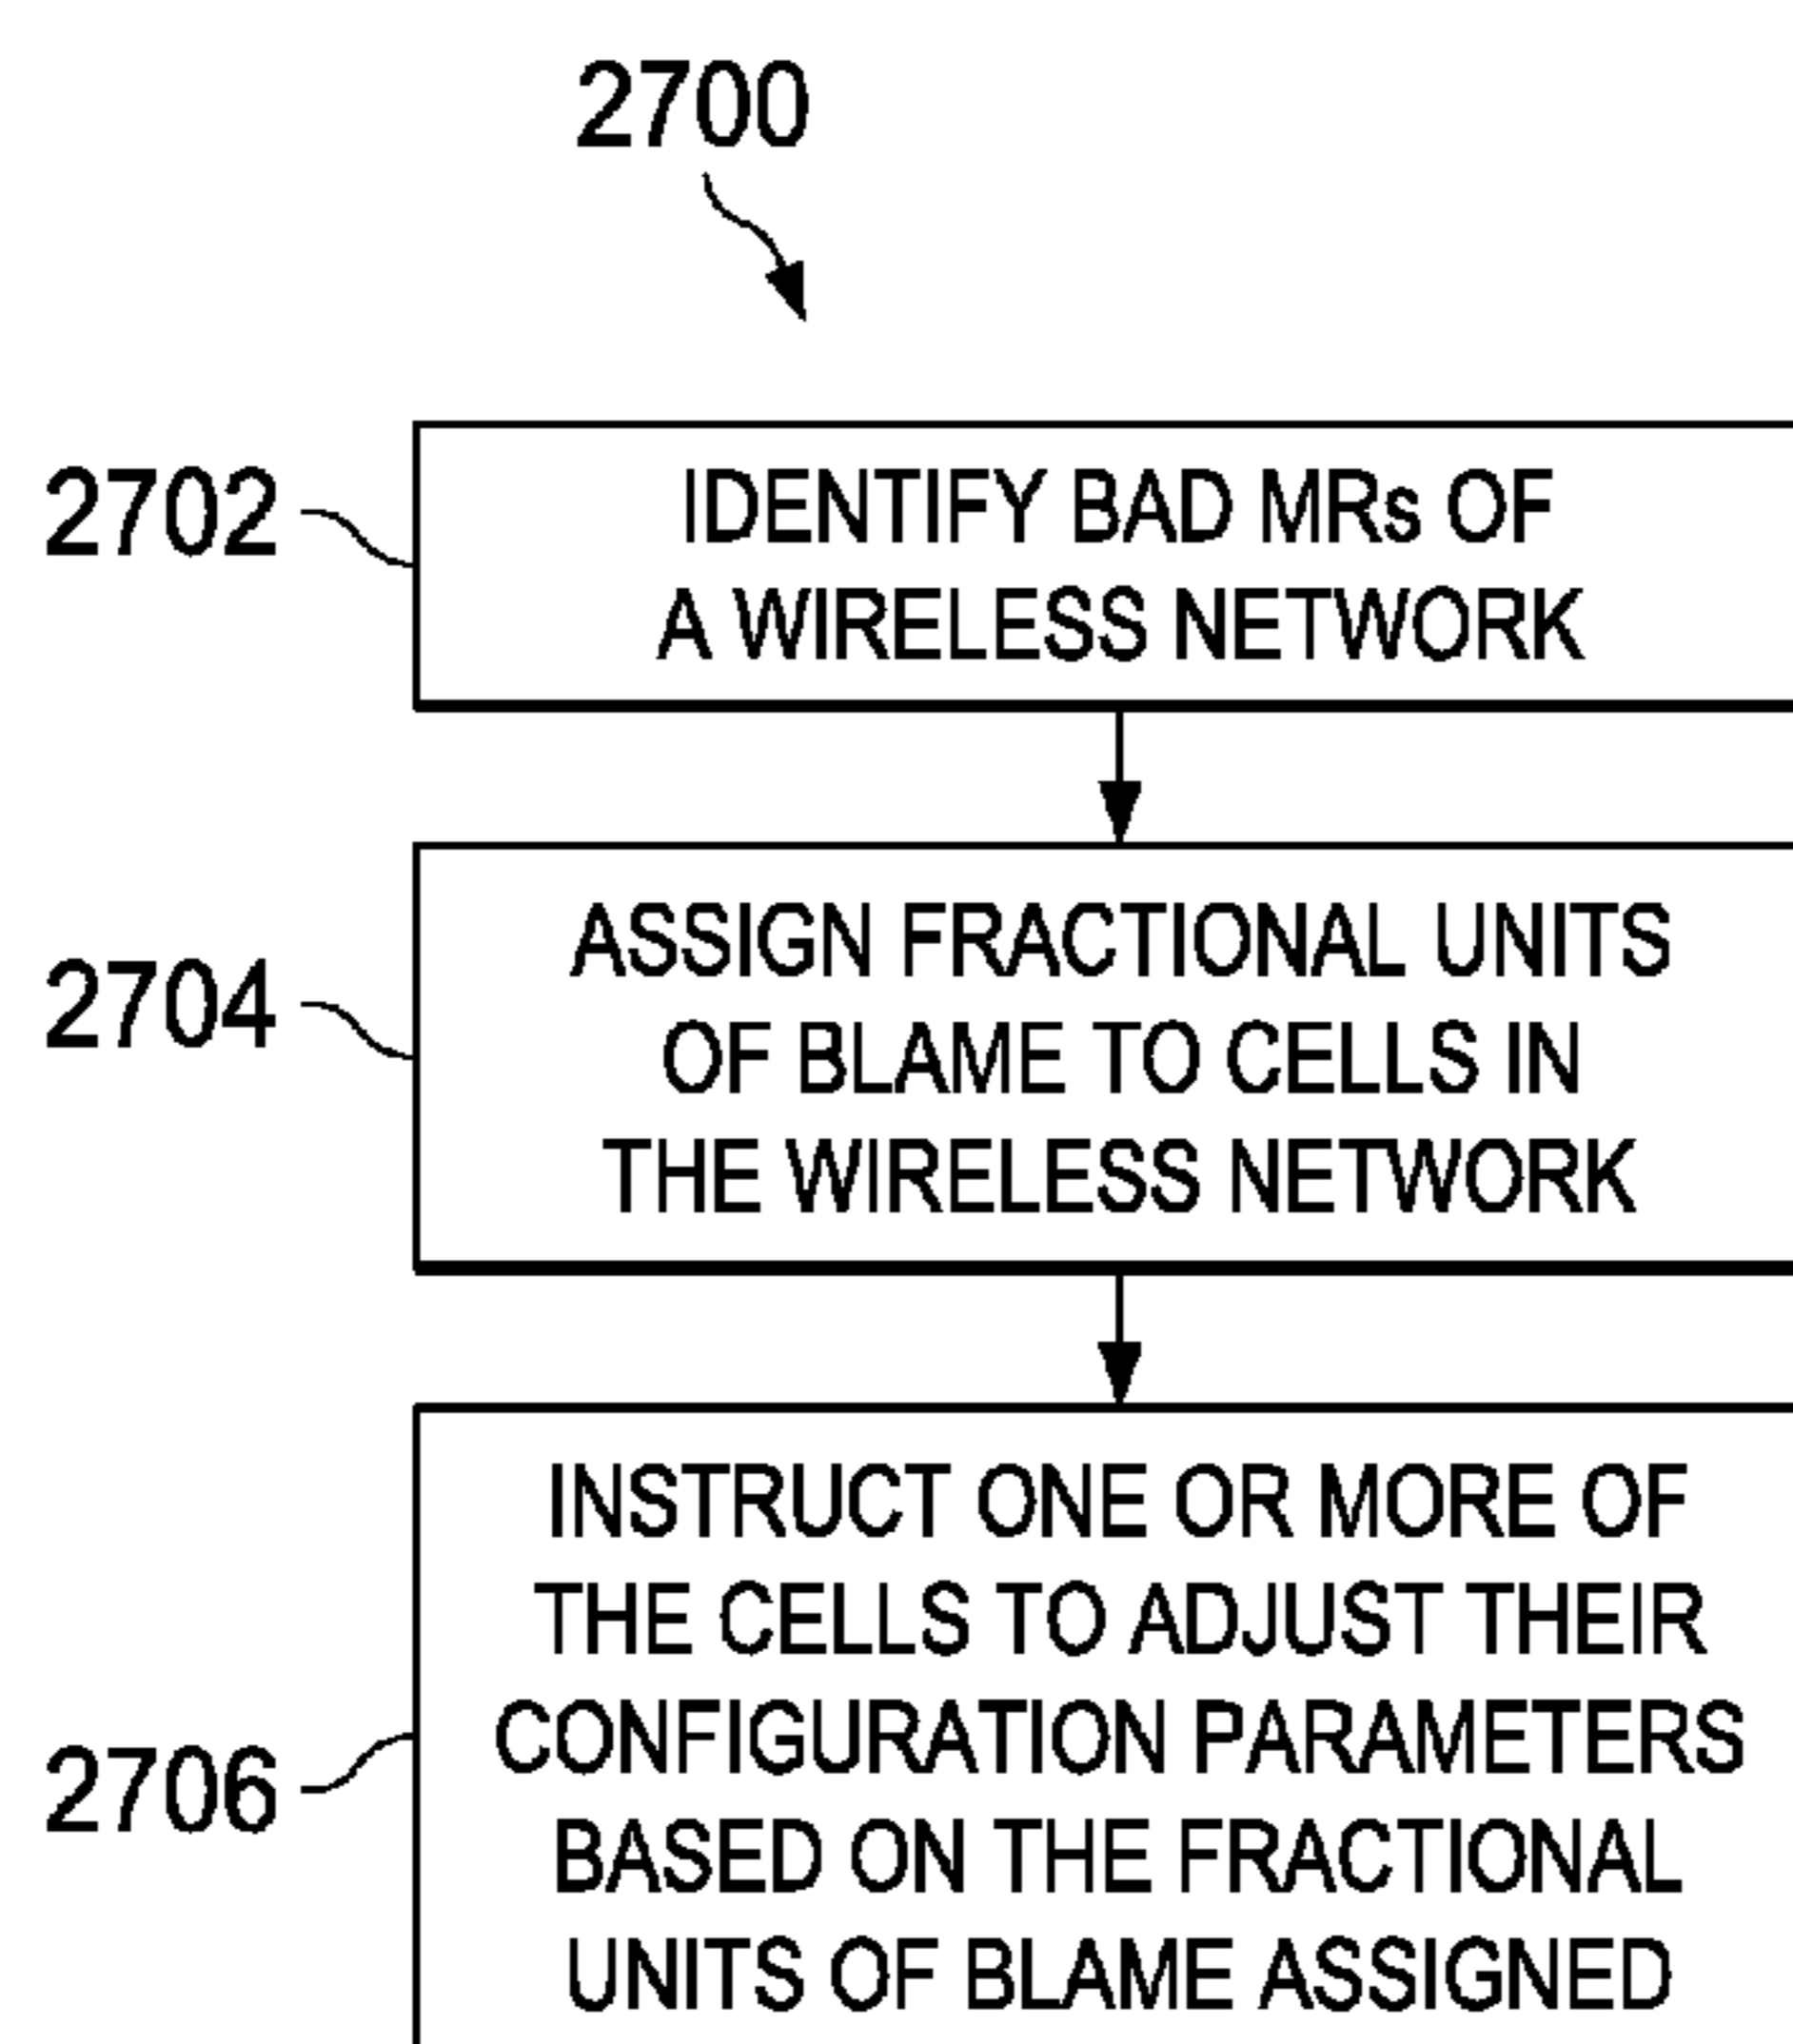 2700
2702
IDENTIFY BAD MRs OF
A WIRELESS NETWORK
2704
ASSIGN FRACTIONAL UNITS
OF BLAME TO CELLS IN
THE WIRELESS NETWORK
2706
INSTRUCT ONE OR MORE OF
THE CELLS TO ADJUST THEIR
CONFIGURATION PARAMETERS
BASED ON THE FRACTIONAL
UNITS OF BLAME ASSIGNED